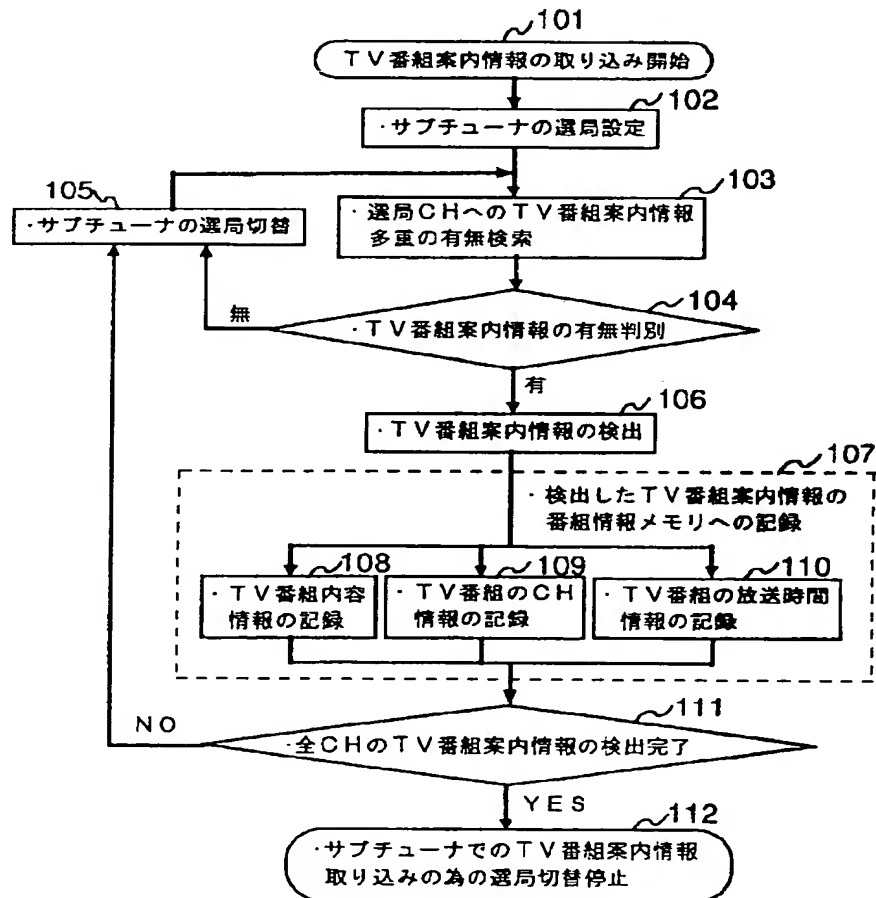 101
TV番組案内情報の取り込み開始
102
・サブチューナの選局設定
105
・サブチューナの選局切替
103
・選局CHへのTV番組案内情報
多重の有無検索
104
無
・TV番組案内情報の有無判別
有
106
・TV番組案内情報の検出
107
・検出したTV番組案内情報の
番組情報メモリへの記録
108
・TV番組内容
情報の記録
109
・TV番組のCH
情報の記録
110
・TV番組の放送時間
情報の記録
111
NO
・全CHのTV番組案内情報の検出完了
YES
112
・サブチューナでのTV番組案内情報
取り込みの為の選局切替停止